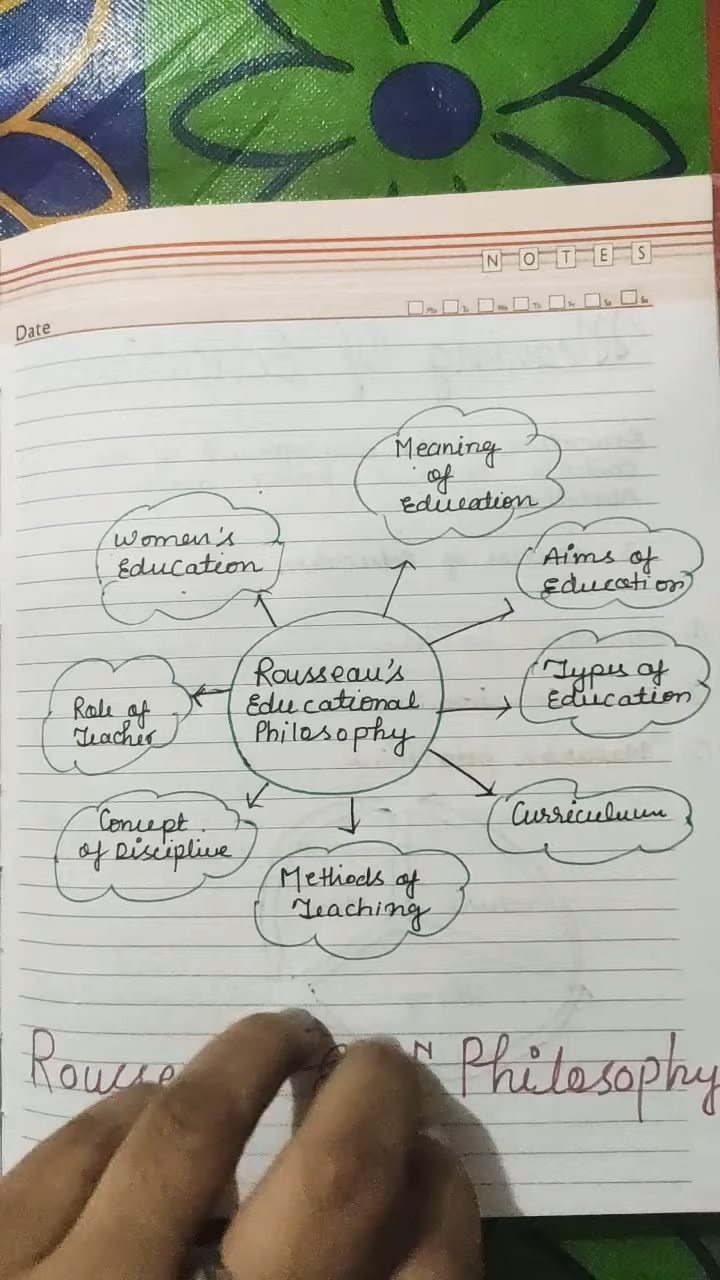 N O T E S
Date
Meaning
of
Education
Women's
Education
Aims of
Education
Rousseau's
Educational
Philosophy
Types of
Education
Role of
Teacher
Curriculum
Concept
of Discipline
Methods of
Teaching
Philosophy